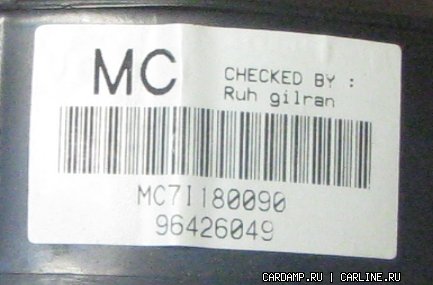 MC
CHECKED BY :
Ruh gilran
MC7I180090
96426049
CARDAMP.RU | CARLINE.RU